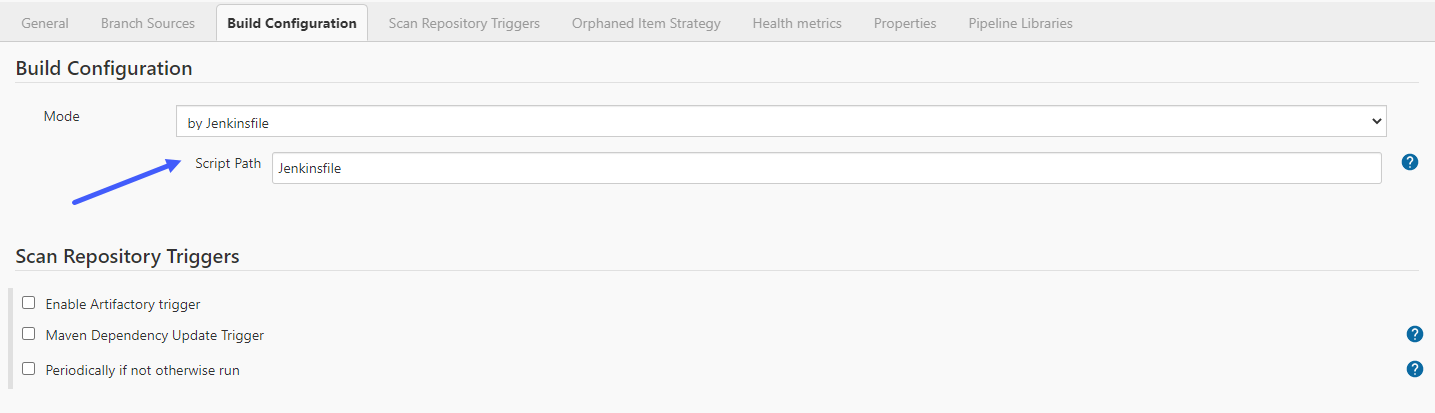 General Branch Sources Build Configuration Scan Repository Triggers Orphaned Item Strategy Health metrics Properties Pipeline Libraries
Build Configuration
Mode by Jenkinsfile
Script Path Jenkinsfile ?
Scan Repository Triggers
Enable Artifactory trigger
Maven Dependency Update Trigger ?
Periodically if not otherwise run ?